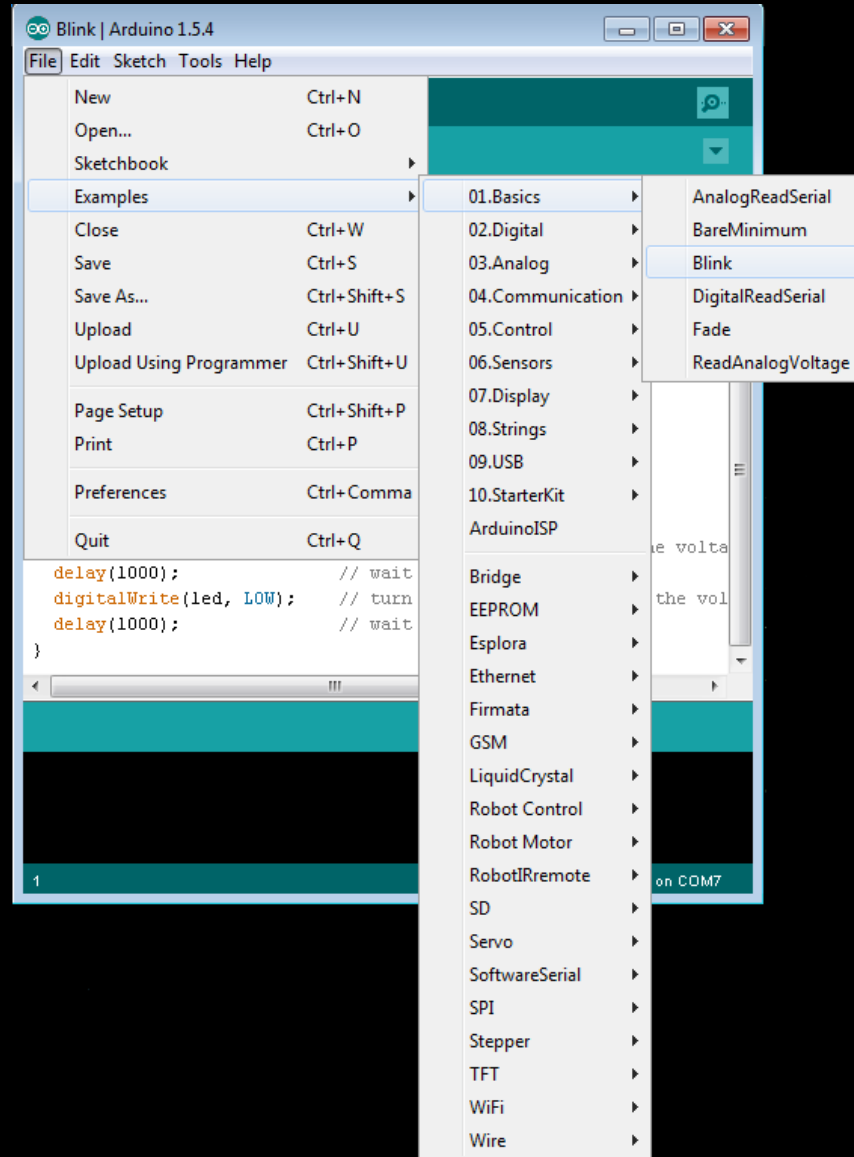 Blink | Arduino 1.5.4
File Edit Sketch Tools Help
New Ctrl+N
Open... Ctrl+O
Sketchbook
Examples
Close Ctrl+W
Save Ctrl+S
Save As... Ctrl+Shift+S
Upload Ctrl+U
Upload Using Programmer Ctrl+Shift+U
Page Setup Ctrl+Shift+P
Print Ctrl+P
Preferences Ctrl+Comma
Quit Ctrl+Q
01.Basics
02.Digital
03.Analog
04.Communication
05.Control
06.Sensors
07.Display
08.Strings
09.USB
10.StarterKit
ArduinoISP
Bridge
EEPROM
Esplora
Ethernet
Firmata
GSM
LiquidCrystal
Robot Control
Robot Motor
RobotIRremote
SD
Servo
SoftwareSerial
SPI
Stepper
TFT
WiFi
Wire
AnalogReadSerial
BareMinimum
Blink
DigitalReadSerial
Fade
ReadAnalogVoltage
delay(1000); // wait
digitalWrite(led, LOW); // turn the vol
delay(1000); // wait
}
1 on COM7